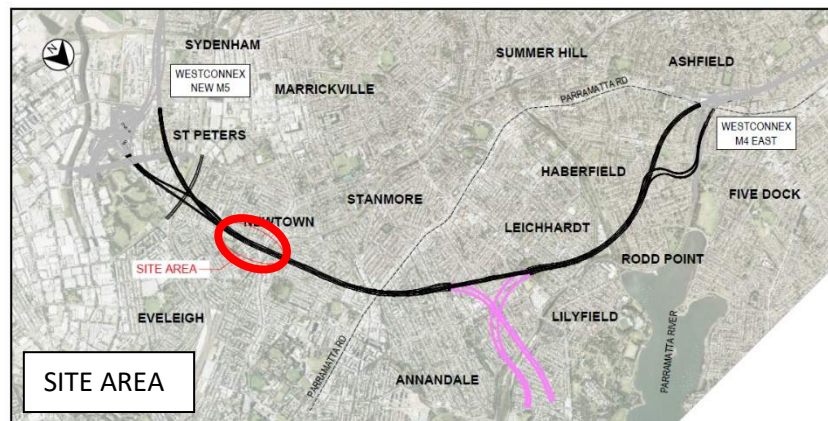 SYDENHAM
SUMMER HILL
ASHFIELD
WESTCONNEX
NEW M5
MARRICKVILLE
PARRAMATTA RD
WESTCONNEX
M4 EAST
ST PETERS
HABERFIELD
FIVE DOCK
STANMORE
NEWTOWN
LEICHHARDT
RODD POINT
SITE AREA
EVELEIGH
LILYFIELD
PARRAMATTA RD
PARRAMATTA RIVER
ANNANDALE
SITE AREA
N